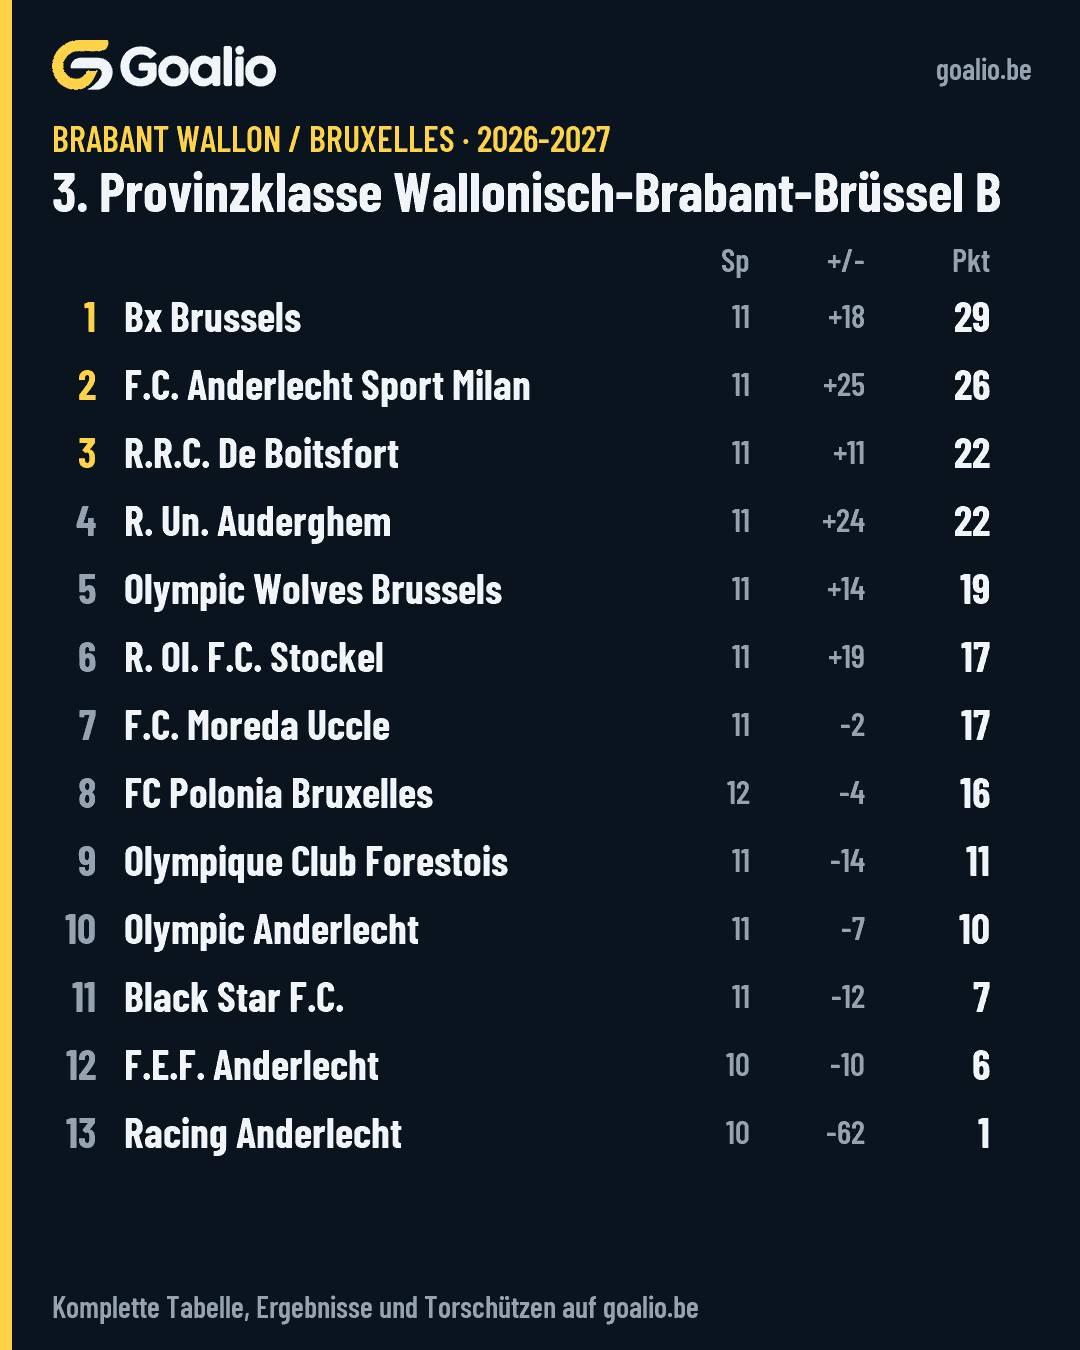 Goalio
goalio.be
BRABANT WALLON / BRUXELLES · 2026-2027
3. Provinzklasse Wallonisch-Brabant-Brüssel B
Sp +/- Pkt
1 Bx Brussels 11 +18 29
2 F.C. Anderlecht Sport Milan 11 +25 26
3 R.R.C. De Boitsfort 11 +11 22
4 R. Un. Auderghem 11 +24 22
5 Olympic Wolves Brussels 11 +14 19
6 R. Ol. F.C. Stockel 11 +19 17
7 F.C. Moreda Uccle 11 -2 17
8 FC Polonia Bruxelles 12 -4 16
9 Olympique Club Forestois 11 -14 11
10 Olympic Anderlecht 11 -7 10
11 Black Star F.C. 11 -12 7
12 F.E.F. Anderlecht 10 -10 6
13 Racing Anderlecht 10 -62 1
Komplette Tabelle, Ergebnisse und Torschützen auf goalio.be